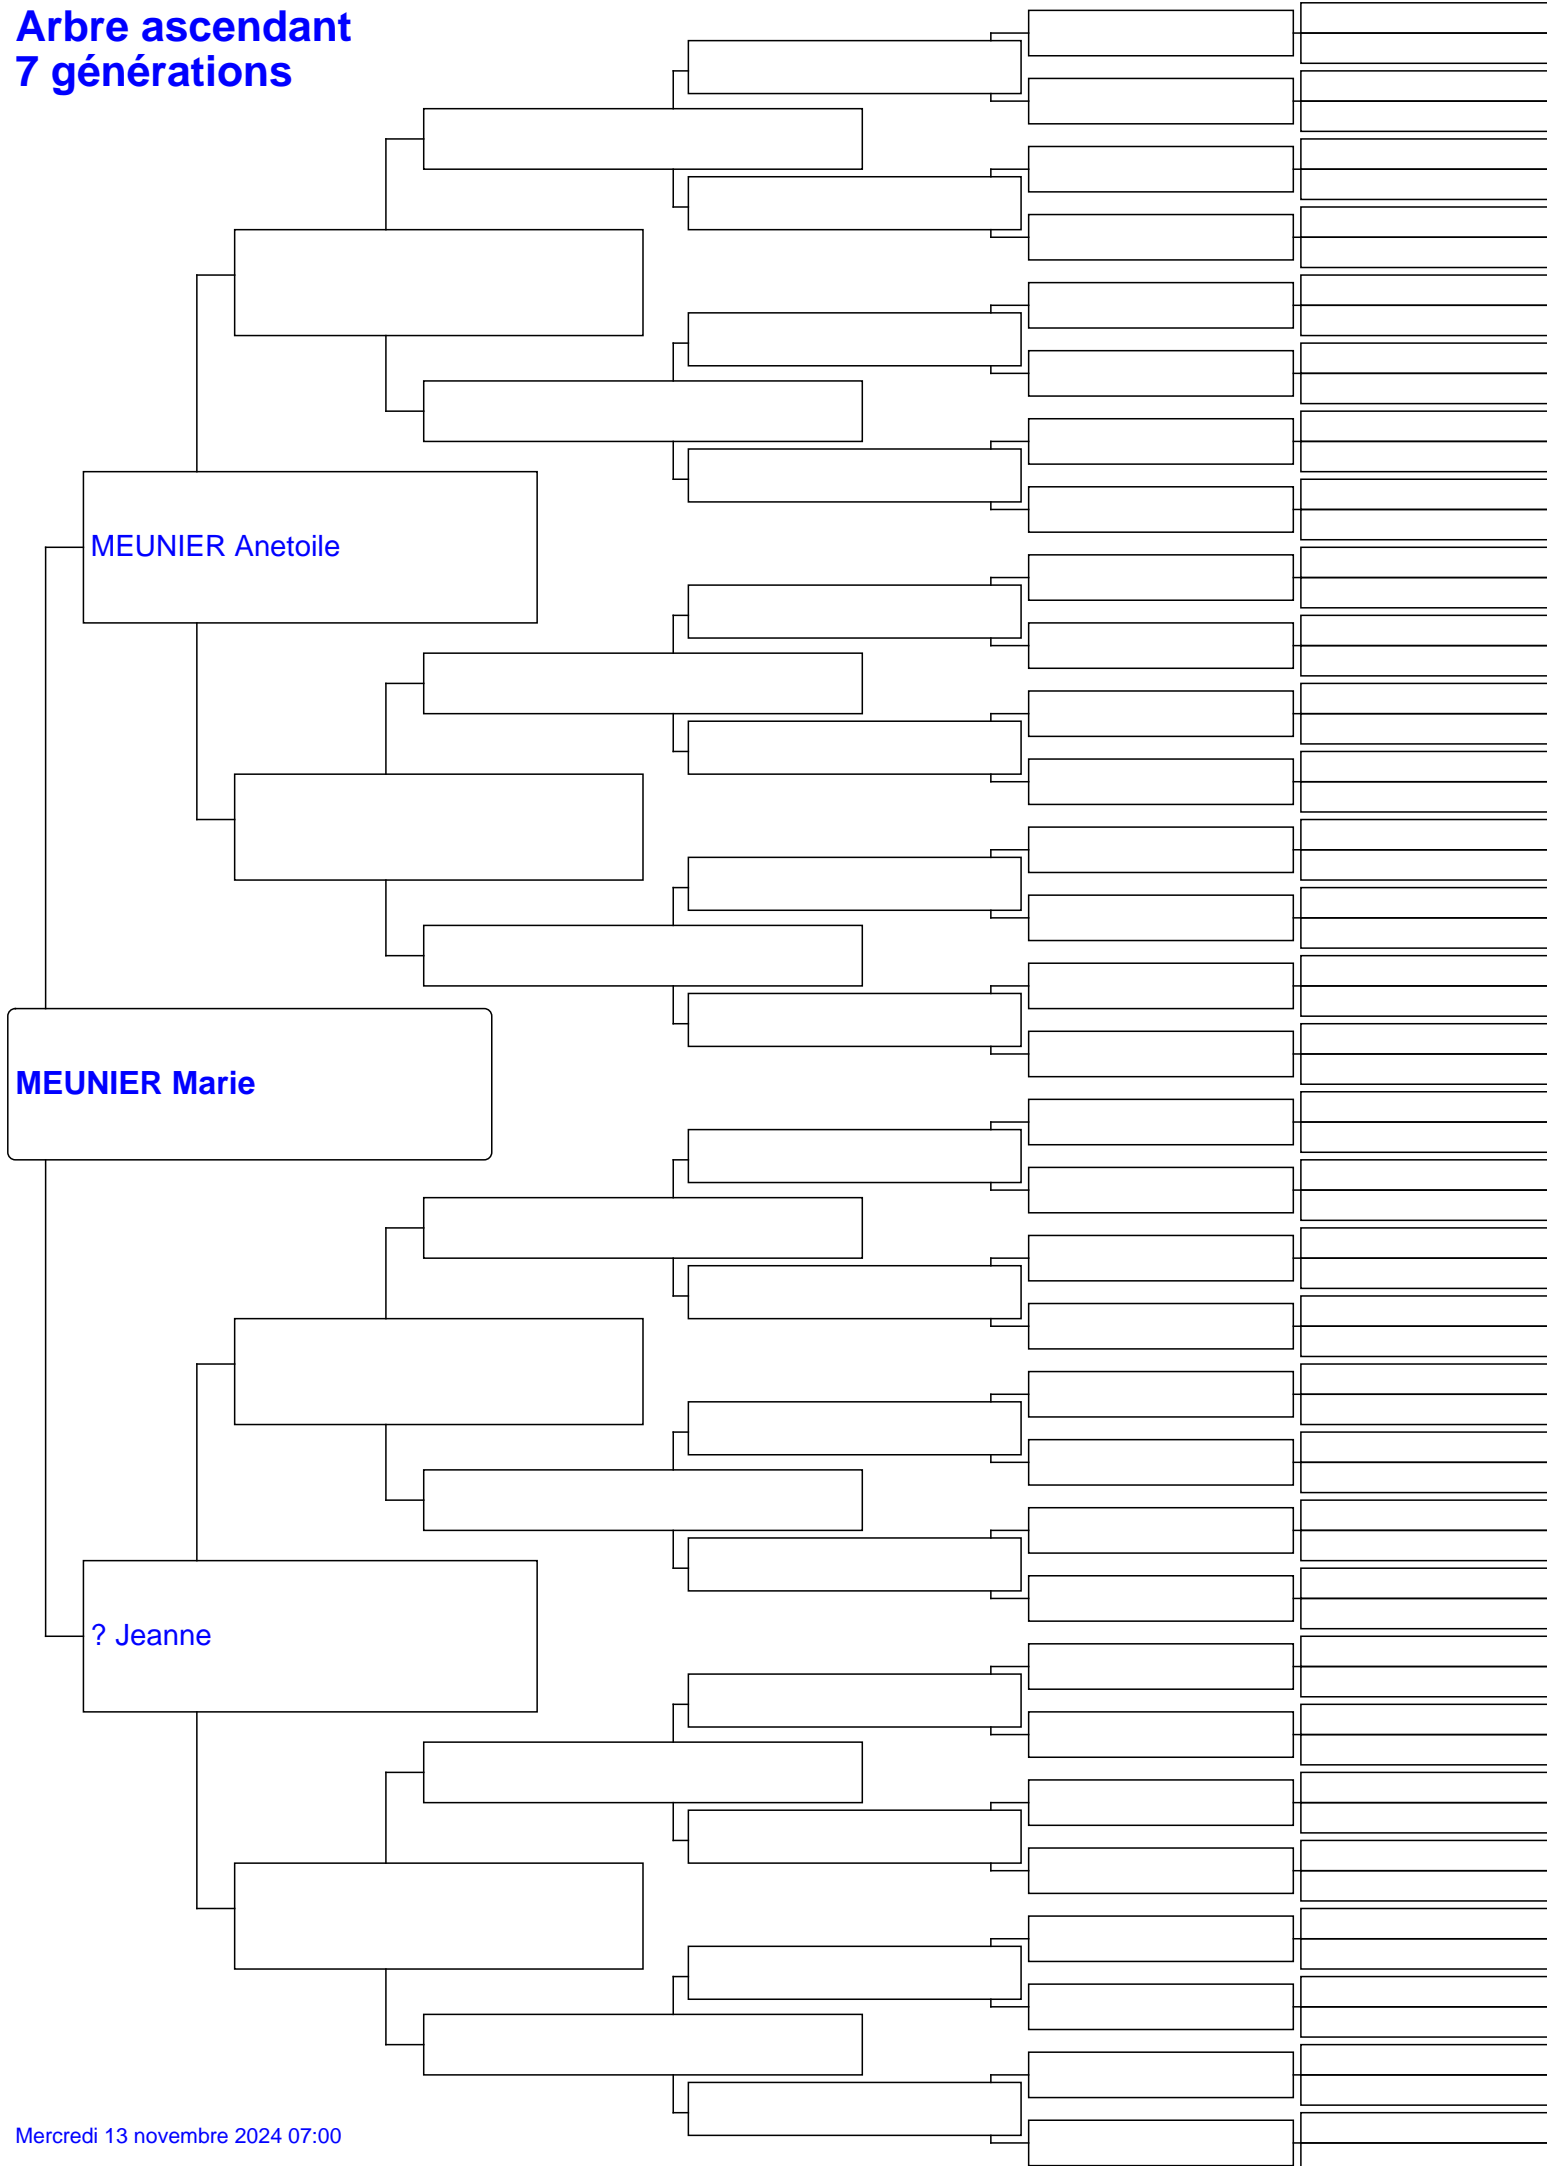 Arbre ascendant
7 générations
MEUNIER Anetoile
MEUNIER Marie
? Jeanne
Mercredi 13 novembre 2024 07:00